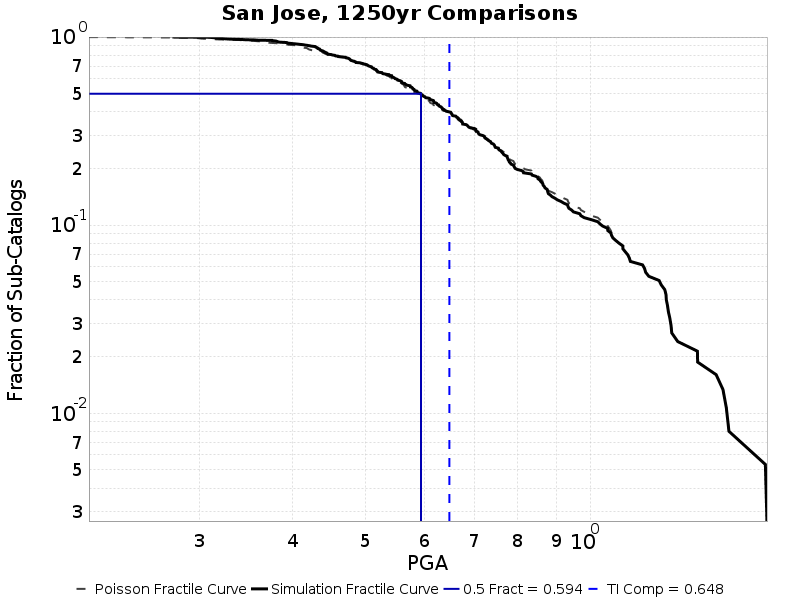 San Jose, 1250yr Comparisons
10^0
7
5
3
2
10^-1
7
5
3
2
10^-2
7
5
3
Fraction of Sub-Catalogs
3 4 5 6 7 8 9 10^0
PGA
Poisson Fractile Curve Simulation Fractile Curve 0.5 Fract = 0.594 TI Comp = 0.648